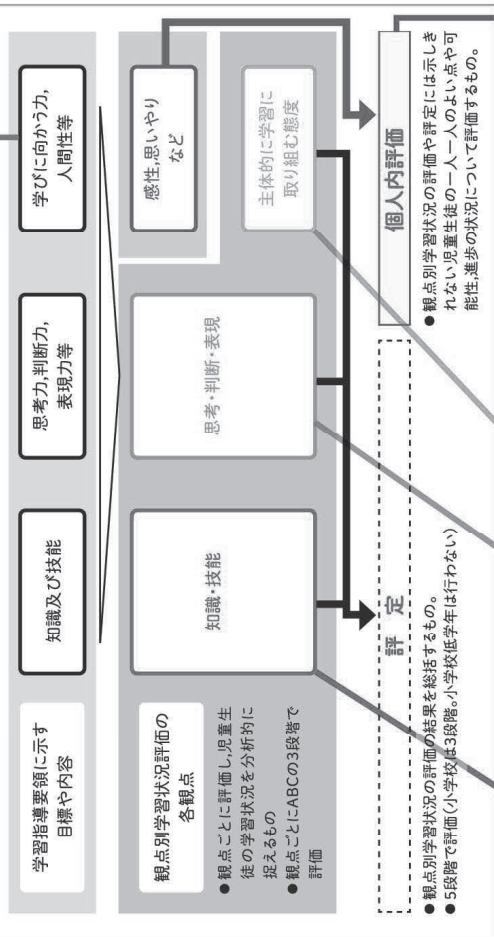 学習指導要領に示す
目標や内容
知識及び技能
思考力,判断力,
表現力等
学びに向かう力,
人間性等
観点別学習状況評価の
各観点
●観点ごとに評価し,児童生
徒の学習状況を分析的に
捉えるもの
●観点ごとにABCの3段階で
評価
知識・技能
思考・判断・表現
主体的に学習に
取り組む態度
感性,思いやり
など
評定
●観点別学習状況の評価の結果を総括するもの。
●5段階で評価(小学校は3段階。小学校低学年は行わない)
個人内評価
●観点別学習状況の評価や評定には示しき
れない児童生徒の一人一人のよい点や可
能性,進歩の状況について評価するもの。